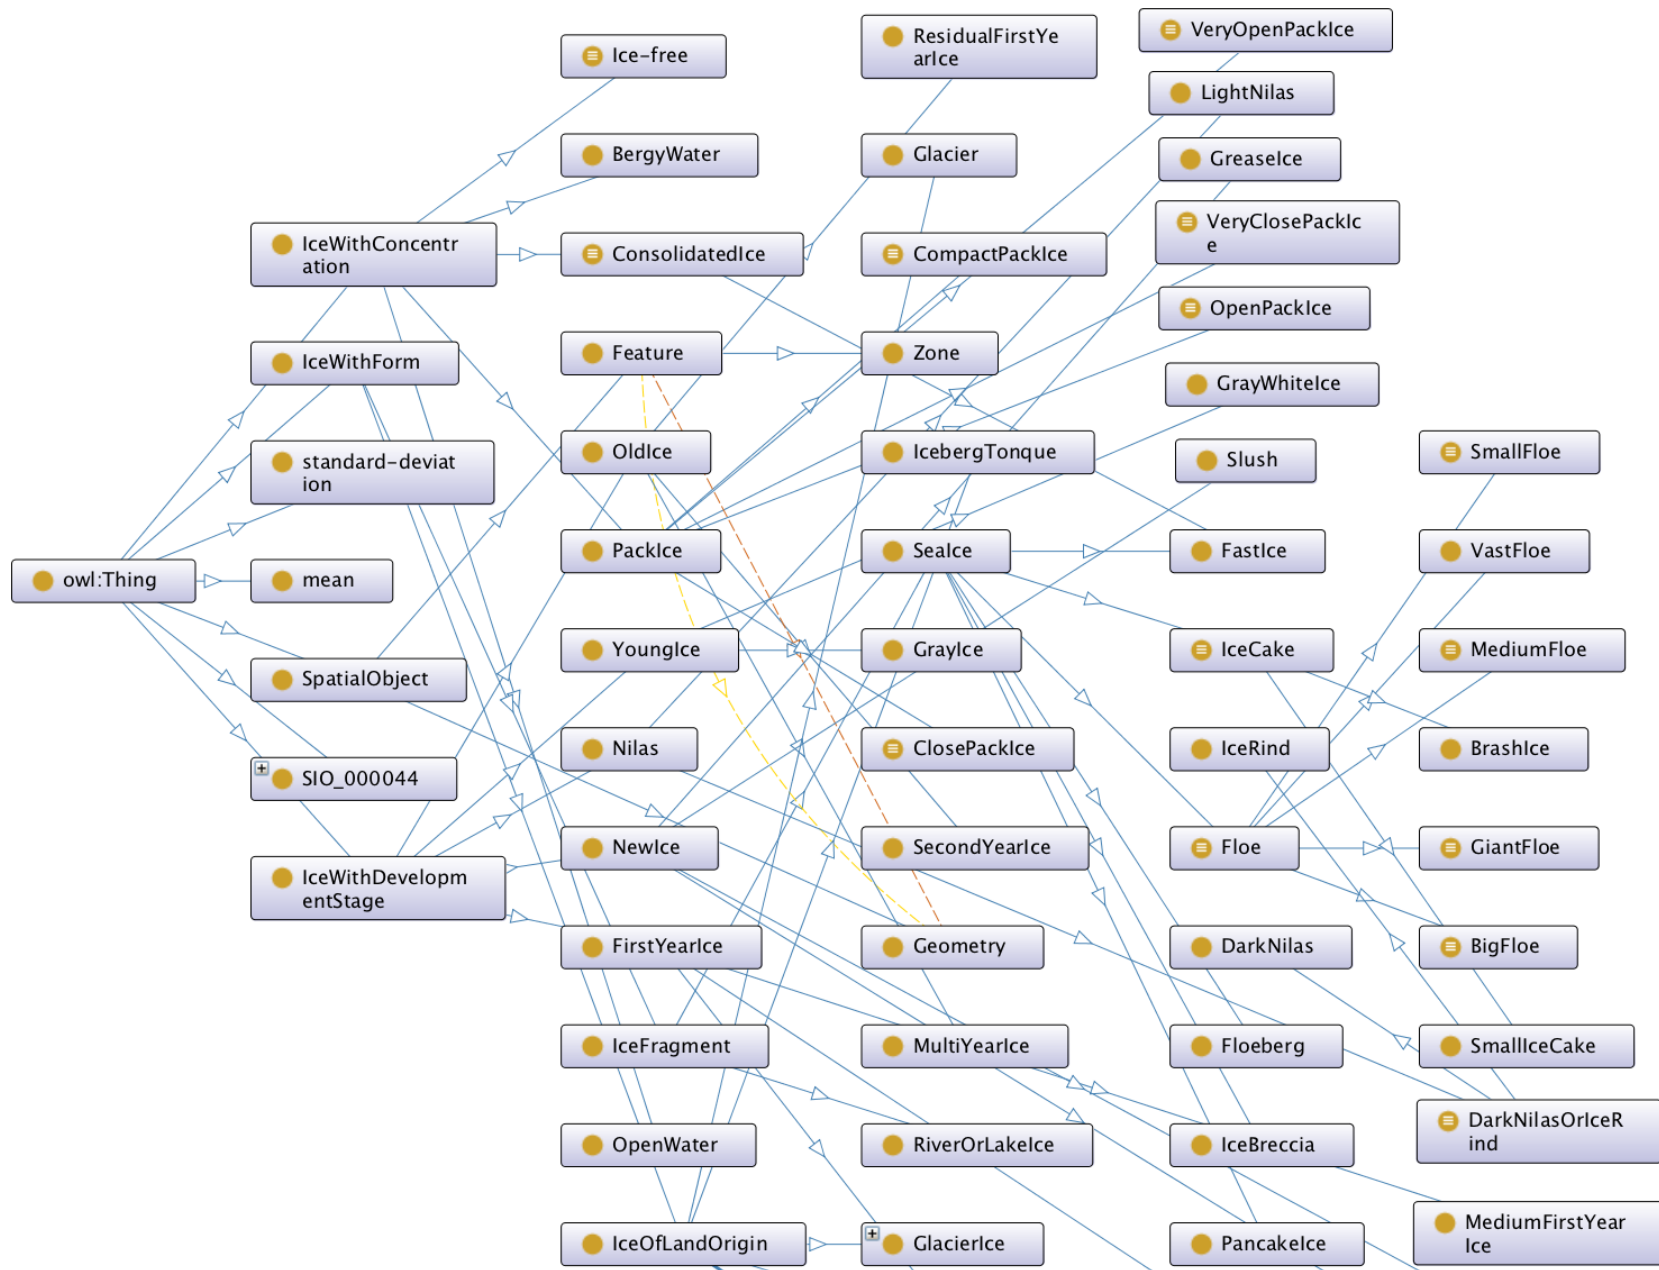 Ice-free
ResidualFirstYe
arIce
VeryOpenPackIce
LightNilas
BergyWater
Glacier
GreaseIce
IceWithConcentr
ation
ConsolidatedIce
CompactPackIce
VeryClosePackIc
e
OpenPackIce
IceWithForm
Feature
Zone
GrayWhiteIce
standard-deviat
ion
OldIce
IcebergTonque
Slush
SmallFloe
owl:Thing
mean
PackIce
SeaIce
FastIce
VastFloe
SpatialObject
YoungIce
GrayIce
IceCake
MediumFloe
SIO_000044
Nilas
ClosePackIce
IceRind
BrashIce
IceWithDevelopm
entStage
NewIce
SecondYearIce
Floe
GiantFloe
FirstYearIce
Geometry
DarkNilas
BigFloe
IceFragment
MultiYearIce
Floeberg
SmallIceCake
OpenWater
RiverOrLakeIce
IceBreccia
DarkNilasOrIceR
ind
IceOfLandOrigin
GlacierIce
PancakeIce
MediumFirstYear
Ice